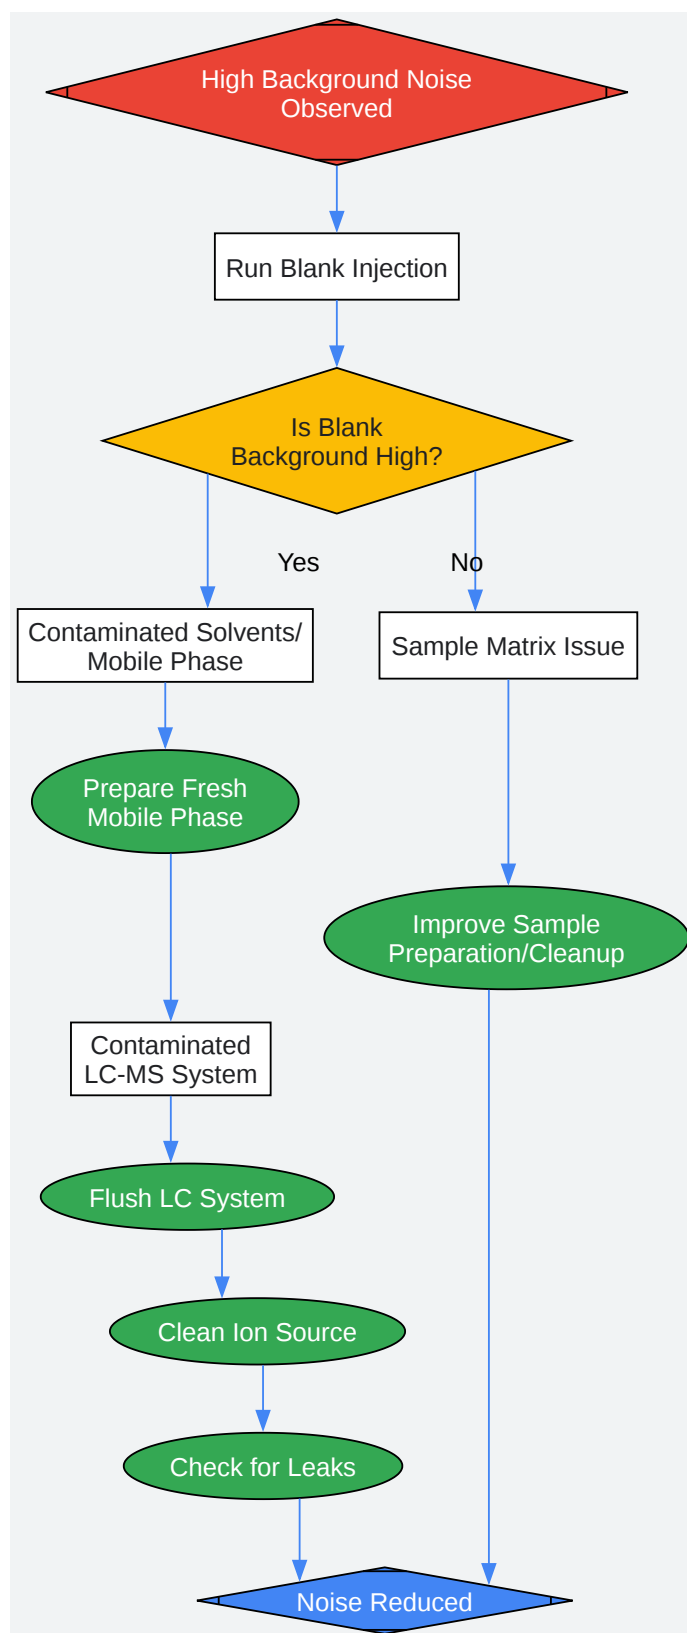 High Background Noise
Observed
Run Blank Injection
Is Blank
Background High?
Yes
No
Contaminated Solvents/
Mobile Phase
Sample Matrix Issue
Prepare Fresh
Mobile Phase
Improve Sample
Preparation/Cleanup
Contaminated
LC-MS System
Flush LC System
Clean Ion Source
Check for Leaks
Noise Reduced